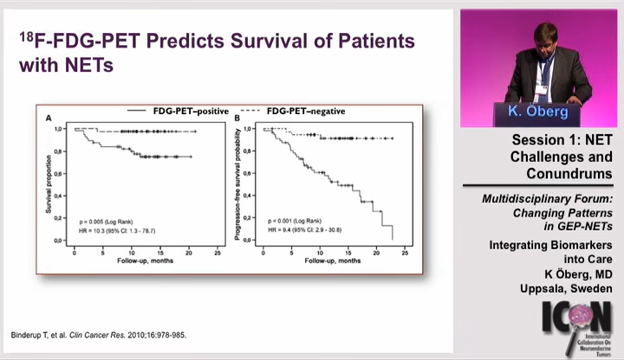 18F-FDG-PET Predicts Survival of Patients
with NETs
FDG-PET–positive
FDG-PET–negative
A
1,0
0,8
0,6
0,4
0,2
0,0
Survival proportion
p = 0.005 (Log Rank)
HR = 10.3 (95% CI: 1.3 - 78.7)
0 5 10 15 20 25
Follow-up, months
B
1,0
0,8
0,6
0,4
0,2
0,0
Progression-free survival probability
p < 0.001 (Log Rank)
HR = 9.4 (95% CI: 2.9 - 30.8)
0 5 10 15 20 25
Follow-up, months
Binderup T, et al. Clin Cancer Res. 2010;16:978-985.
K. Öberg
Session 1: NET
Challenges and
Conundrums
Multidisciplinary Forum:
Changing Patterns
in GEP-NETs
Integrating Biomarkers
into Care
K Öberg, MD
Uppsala, Sweden
ICON
International
Collaboration On
Neuroendocrine
Tumors